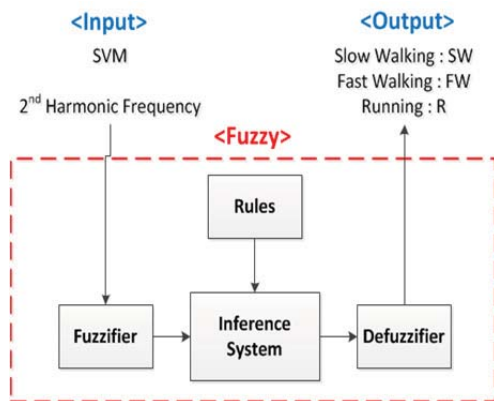 <Input>
SVM
2nd Harmonic Frequency
<Output>
Slow Walking : SW
Fast Walking : FW
Running : R
<Fuzzy>
Rules
Fuzzifier
Inference
System
Defuzzifier